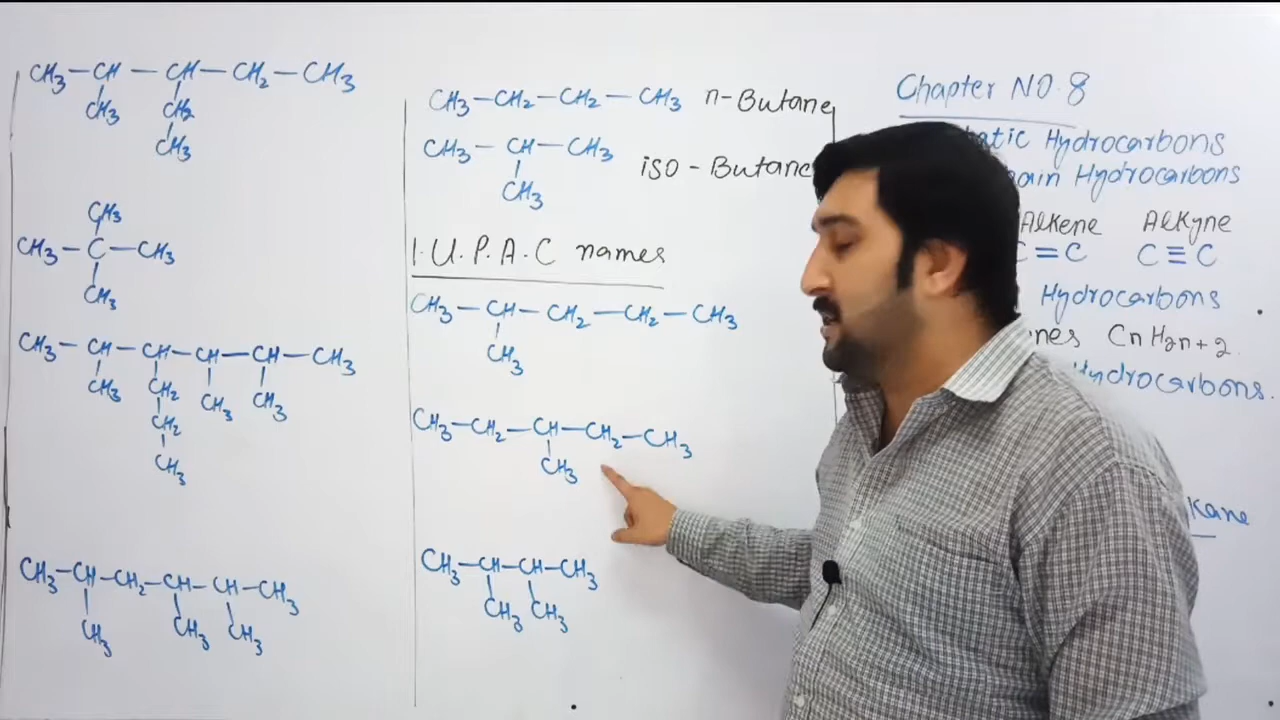 CH3-CH-CH-CH2-CH3
CH3 CH2
CH3
CH3
CH3-C-CH3
CH3
CH3-CH-CH-CH-CH-CH3
CH3 CH2 CH3 CH3
CH2
CH3
CH3-CH-CH2-CH-CH-CH3
CH3 CH3 CH3
CH3-CH2-CH2-CH3 n-Butane
CH3-CH-CH3 iso-Butane
CH3
I.U.P.A.C names
CH3-CH-CH2-CH2-CH3
CH3
CH3-CH2-CH-CH2-CH3
CH3
CH3-CH-CH-CH3
CH3 CH3
Chapter NO.8
Hydrocarbons
Hydrocarbons
Alkene Alkyne
C=C C≡C
Hydrocarbons
CnH2n+2
Hydrocarbons.